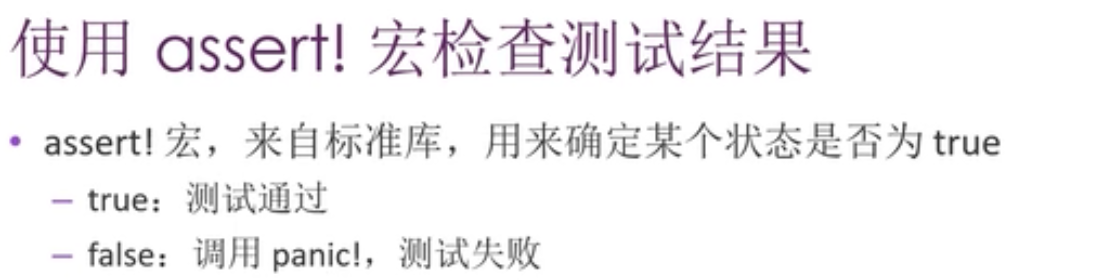 使用 assert! 宏检查测试结果
• assert! 宏，来自标准库，用来确定某个状态是否为 true
– true：测试通过
– false：调用 panic!，测试失败